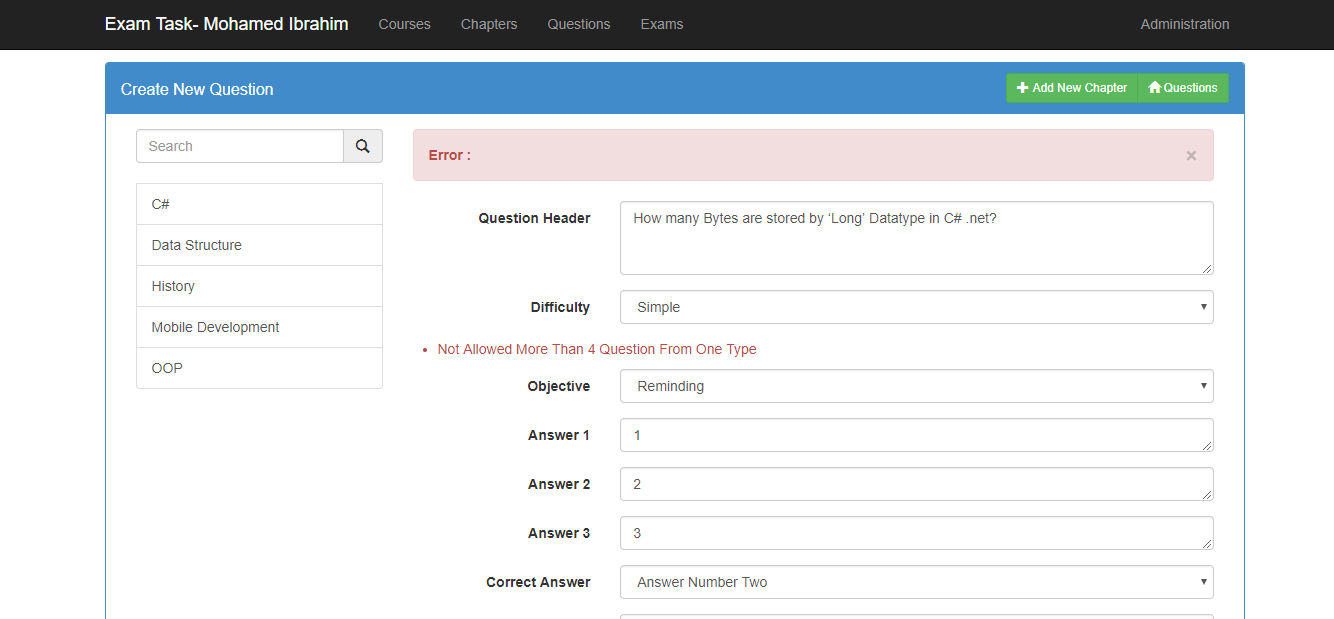 Exam Task- Mohamed Ibrahim Courses Chapters Questions Exams Administration
Create New Question Add New Chapter Questions
Search
C#
Data Structure
History
Mobile Development
OOP
Error : ×
Question Header How many Bytes are stored by ‘Long’ Datatype in C# .net?
Difficulty Simple
Not Allowed More Than 4 Question From One Type
Objective Reminding
Answer 1 1
Answer 2 2
Answer 3 3
Correct Answer Answer Number Two